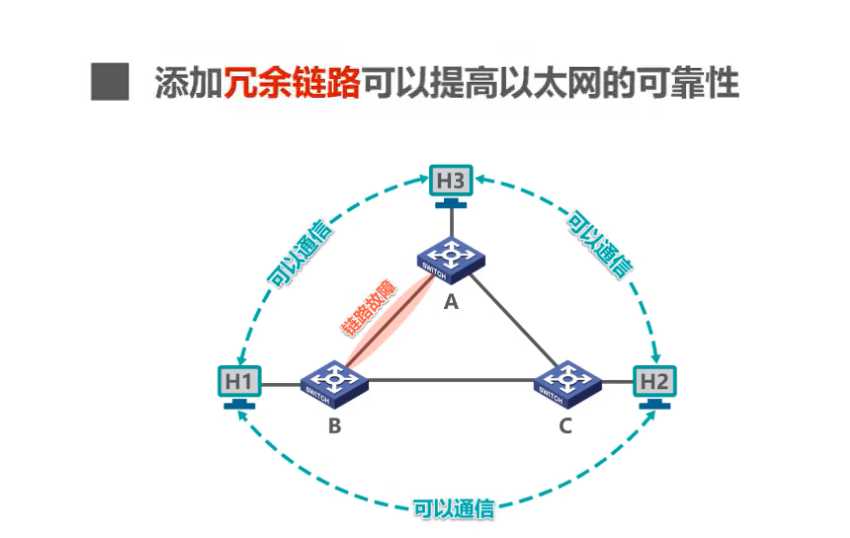 添加冗余链路可以提高以太网的可靠性
H3
可以通信
可以通信
SWITCH
A
链路故障
H1
H2
SWITCH
SWITCH
B
C
可以通信